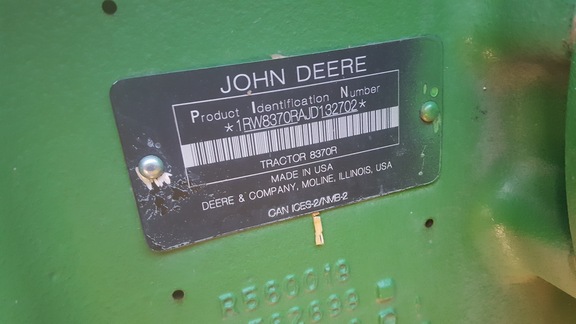 JOHN DEERE
Product Identification Number
*1RW8370RAJD132702*
TRACTOR 8370R
MADE IN USA
DEERE & COMPANY, MOLINE, ILLINOIS, USA
CAN ICES-2/NMB-2
R560019